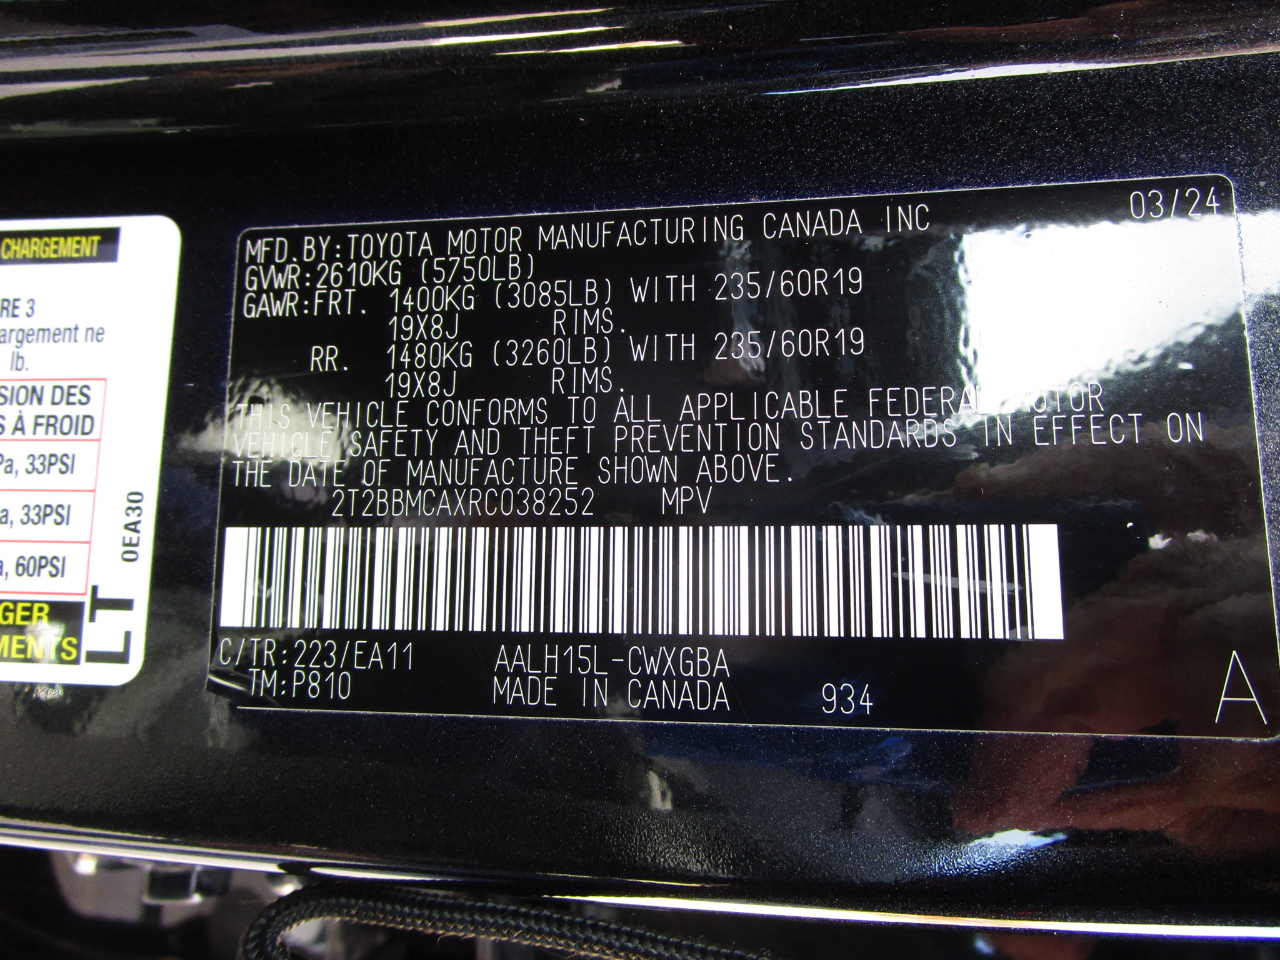 CHARGEMENT
RE 3
argement ne
lb.
SION DES
S À FROID
Pa, 33PSI
a, 33PSI
a, 60PSI
GER
MENTS
0EA30
LT
03/24
MFD.BY:TOYOTA MOTOR MANUFACTURING CANADA INC
GVWR:2610KG (5750LB)
GAWR:FRT. 1400KG (3085LB) WITH 235/60R19
19X8J RIMS.
RR. 1480KG (3260LB) WITH 235/60R19
19X8J RIMS.
THIS VEHICLE CONFORMS TO ALL APPLICABLE FEDERAL MOTOR
VEHICLE SAFETY AND THEFT PREVENTION STANDARDS IN EFFECT ON
THE DATE OF MANUFACTURE SHOWN ABOVE.
2T2BBMCAXRC038252 MPV
C/TR:223/EA11 AALH15L-CWXGBA
TM:P810 MADE IN CANADA 934
A